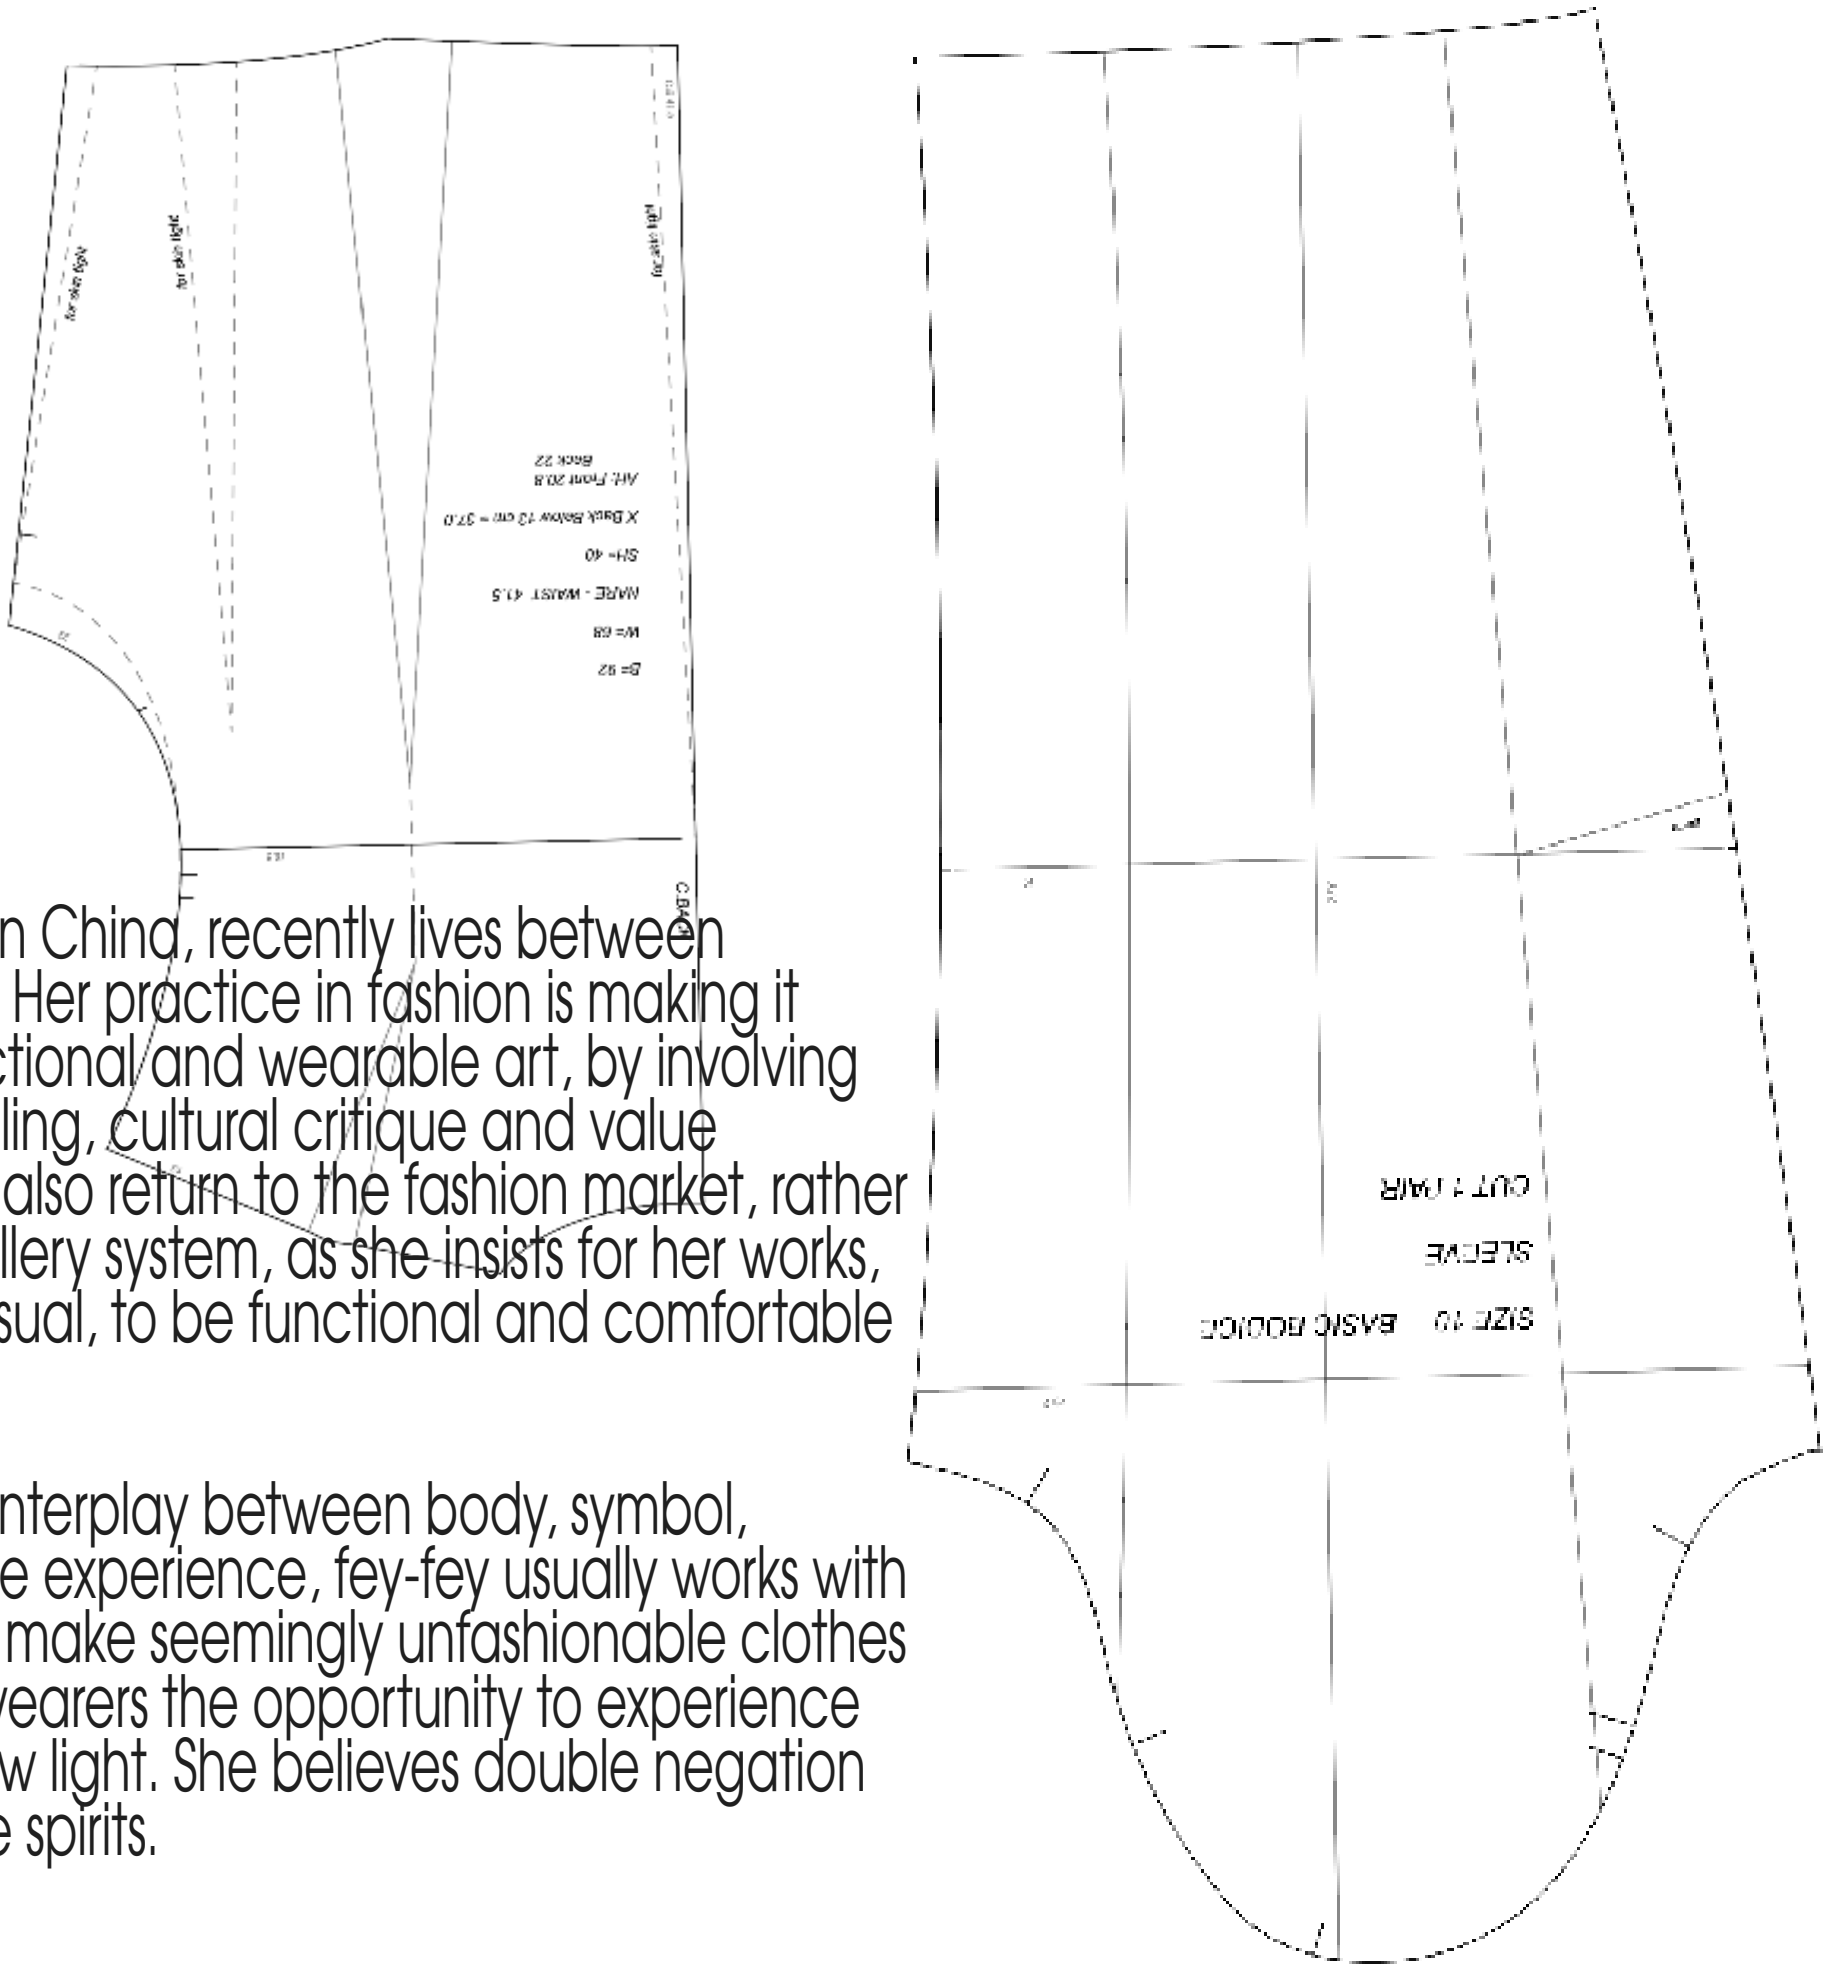 for skin tight
for skin tight
for skin tight
Back 22
AH: Front 20.8
X Back Below 13 cm = 37.0
SH= 40
NAPE - WAIST 41.5
W= 68
B= 92
C.BACK
n China, recently lives between
Her practice in fashion is making it
ctional and wearable art, by involving
ling, cultural critique and value
also return to the fashion market, rather
llery system, as she insists for her works,
sual, to be functional and comfortable
nterplay between body, symbol,
e experience, fey-fey usually works with
make seemingly unfashionable clothes
wearers the opportunity to experience
w light. She believes double negation
e spirits.
CUT 1 PAIR
SLEEVE
SIZE 10 BASIC BODICE